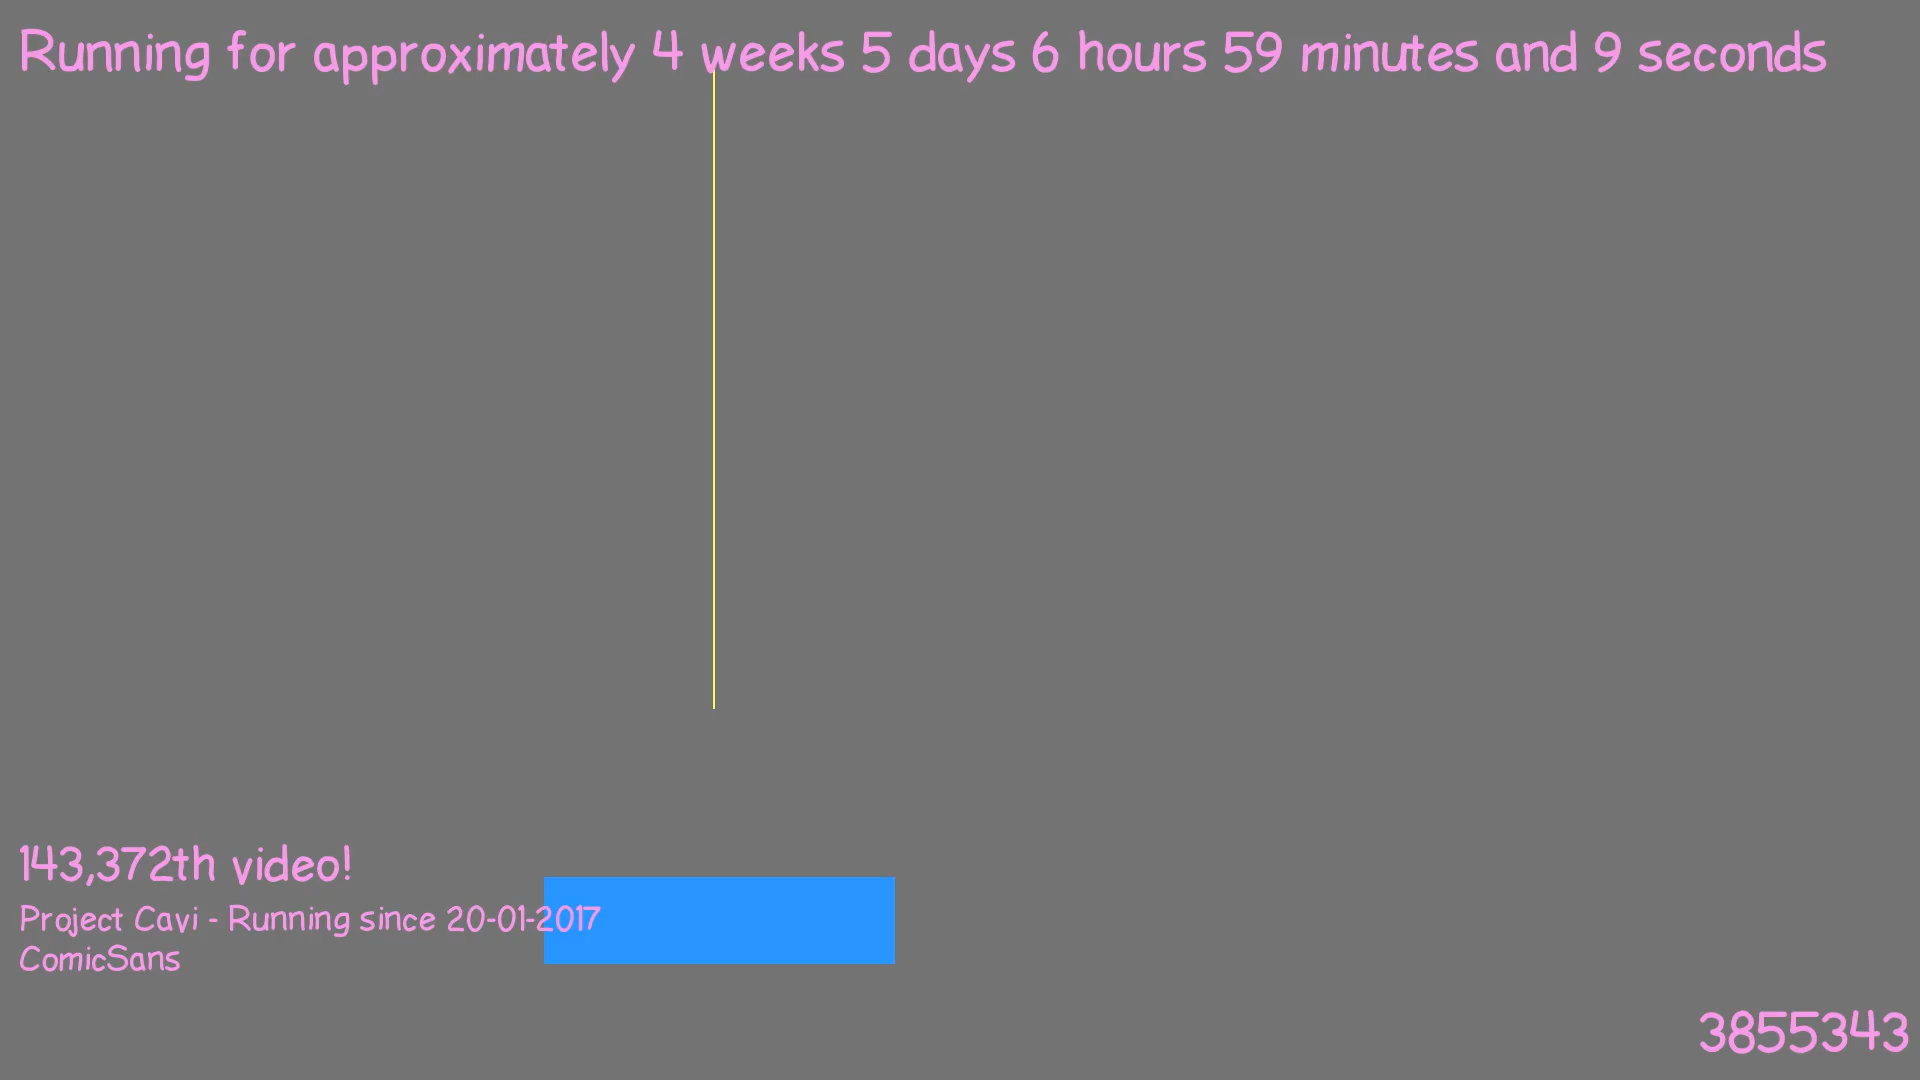 Running for approximately 4 weeks 5 days 6 hours 59 minutes and 9 seconds
143,372th video!
Project Cavi - Running since 20-01-2017
ComicSans
3855343